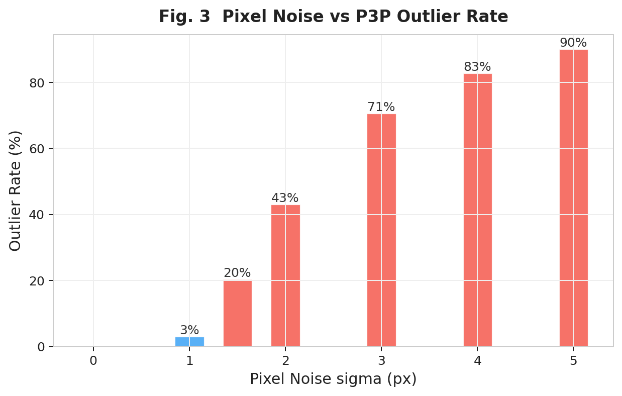 Fig. 3  Pixel Noise vs P3P Outlier Rate
Outlier Rate (%)
80
60
40
20
0
3%
20%
43%
71%
83%
90%
0 1 2 3 4 5
Pixel Noise sigma (px)